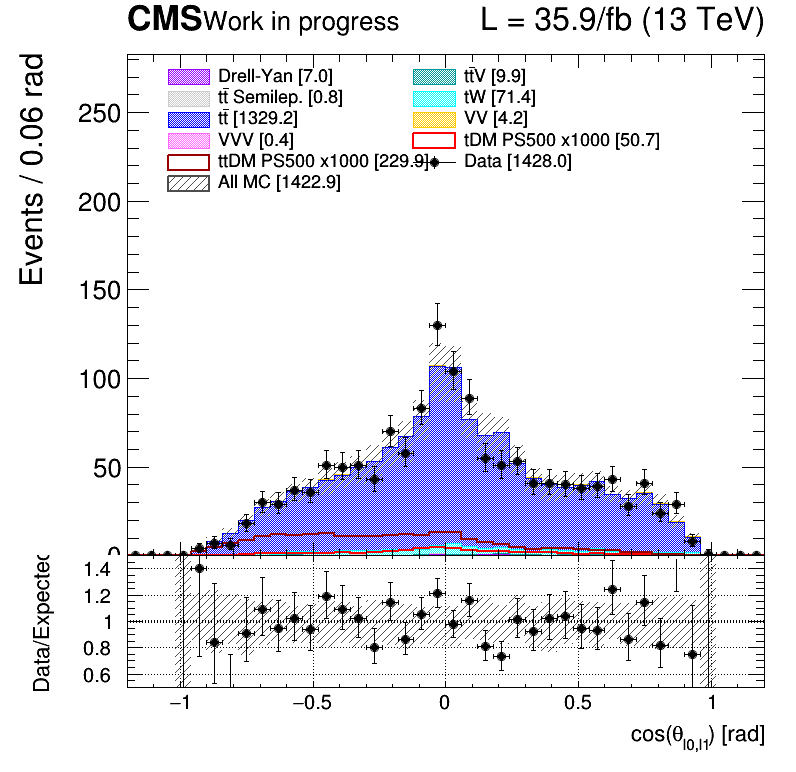 CMS Work in progress L = 35.9/fb (13 TeV)
Events / 0.06 rad
Drell-Yan [7.0] tt̄V [9.9]
tt̄ Semilep. [0.8] tW [71.4]
tt̄ [1329.2] VV [4.2]
VVV [0.4] tDM PS500 x1000 [50.7]
ttDM PS500 x1000 [229.9] Data [1428.0]
All MC [1422.9]
250
200
150
100
50
0
Data/Expected
1.4
1.2
1
0.8
0.6
−1 −0.5 0 0.5 1
cos(θl0,l1) [rad]